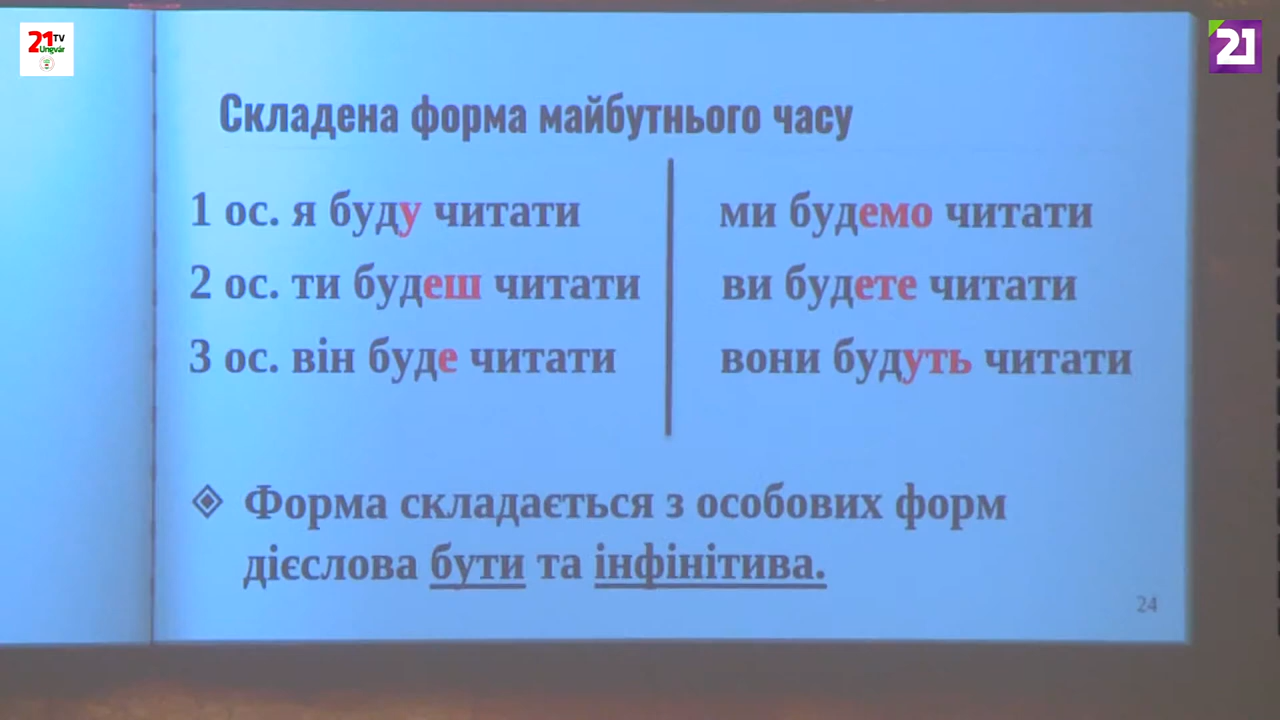 21 TV
Ungvár
21
Складена форма майбутнього часу
1 ос. я буду читати
2 ос. ти будеш читати
3 ос. він буде читати
ми будемо читати
ви будете читати
вони будуть читати
Форма складається з особових форм
дієслова бути та інфінітива.
24